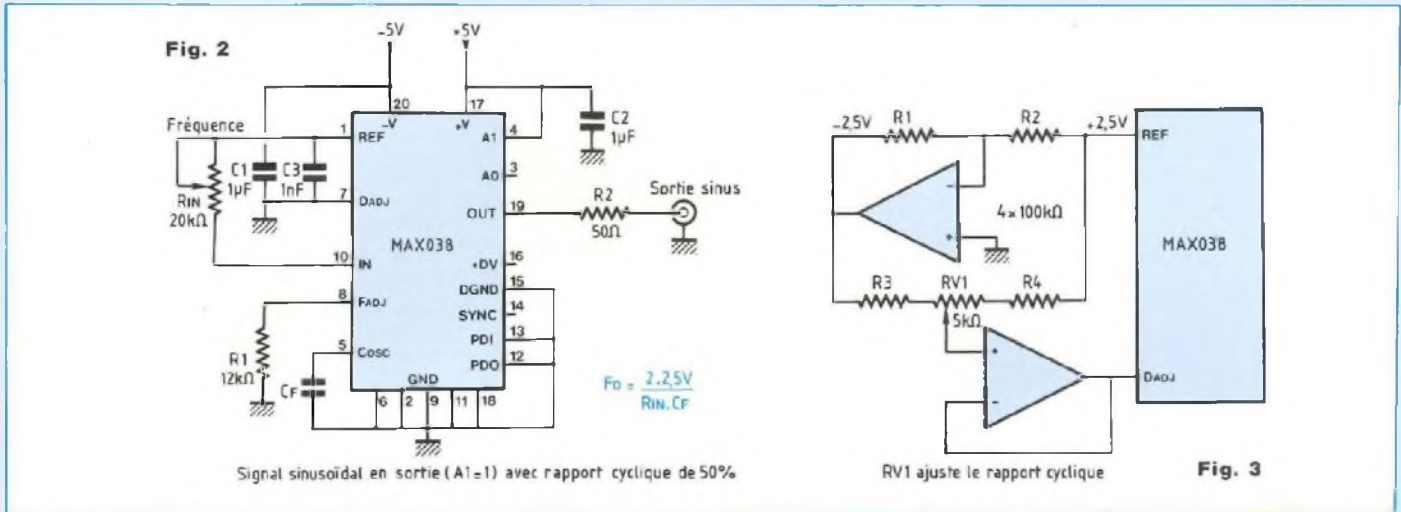 Fig. 2
-5V
+5V
20
17
-V
+V
Fréquence
1
REF
A1
4
C2
1µF
C1
1µF
C3
1nF
A0
3
RIN
20kΩ
7
DADJ
OUT
19
R2
50Ω
Sortie sinus
MAX038
10
IN
+DV
16
DGND
15
8
FADJ
SYNC
14
PDI
13
R1
12kΩ
5
COSC
PDO
12
CF
GND
6
2
9
11
18
Fo = 2.2,5V
RIN.CF
Signal sinusoïdal en sortie (A1=1) avec rapport cyclique de 50%
-2,5V
R1
R2
+2,5V
REF
-
+
4×100kΩ
MAX038
R3
RV1
R4
5kΩ
+
-
DADJ
RV1 ajuste le rapport cyclique
Fig. 3